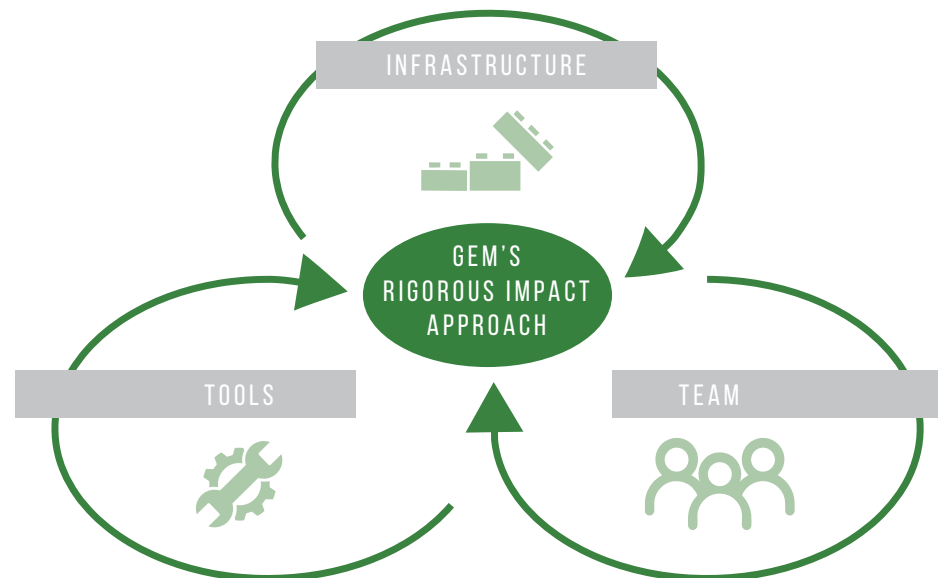 INFRASTRUCTURE
GEM'S
RIGOROUS IMPACT
APPROACH
TOOLS
TEAM